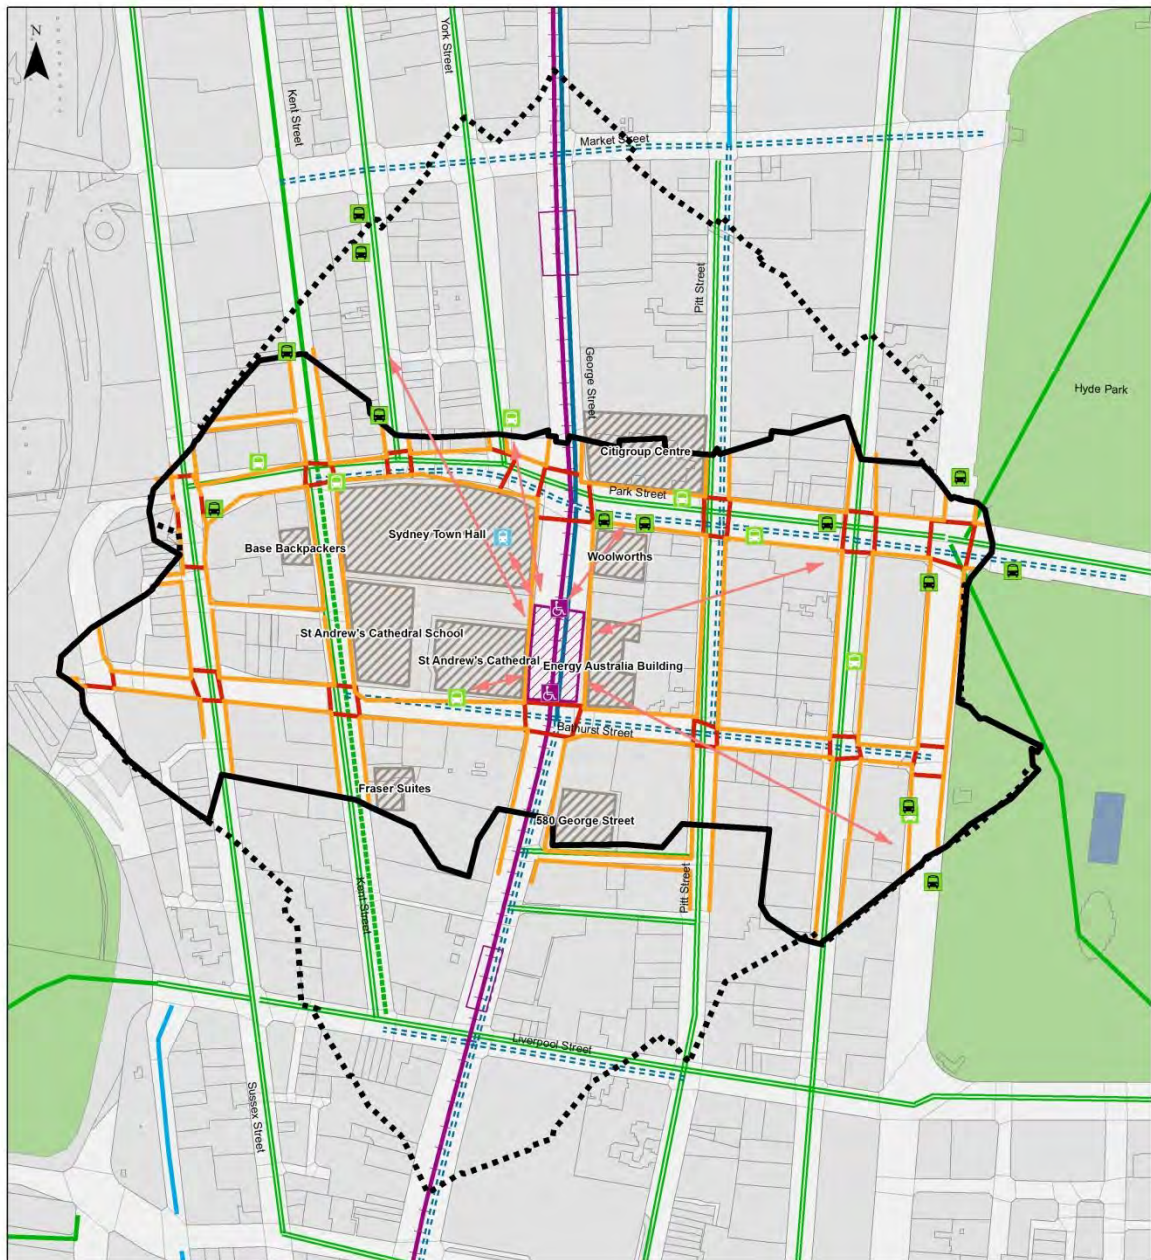 N
York Street
Kent Street
Market Street
Pitt Street
George Street
Hyde Park
Citigroup Centre
Park Street
Sydney Town Hall
Base Backpackers
Woolworths
St Andrew's Cathedral School
St Andrew's Cathedral
Energy Australia Building
Bathurst Street
Fraser Suites
580 George Street
Kent Street
Pitt Street
Liverpool Street
Sussex Street